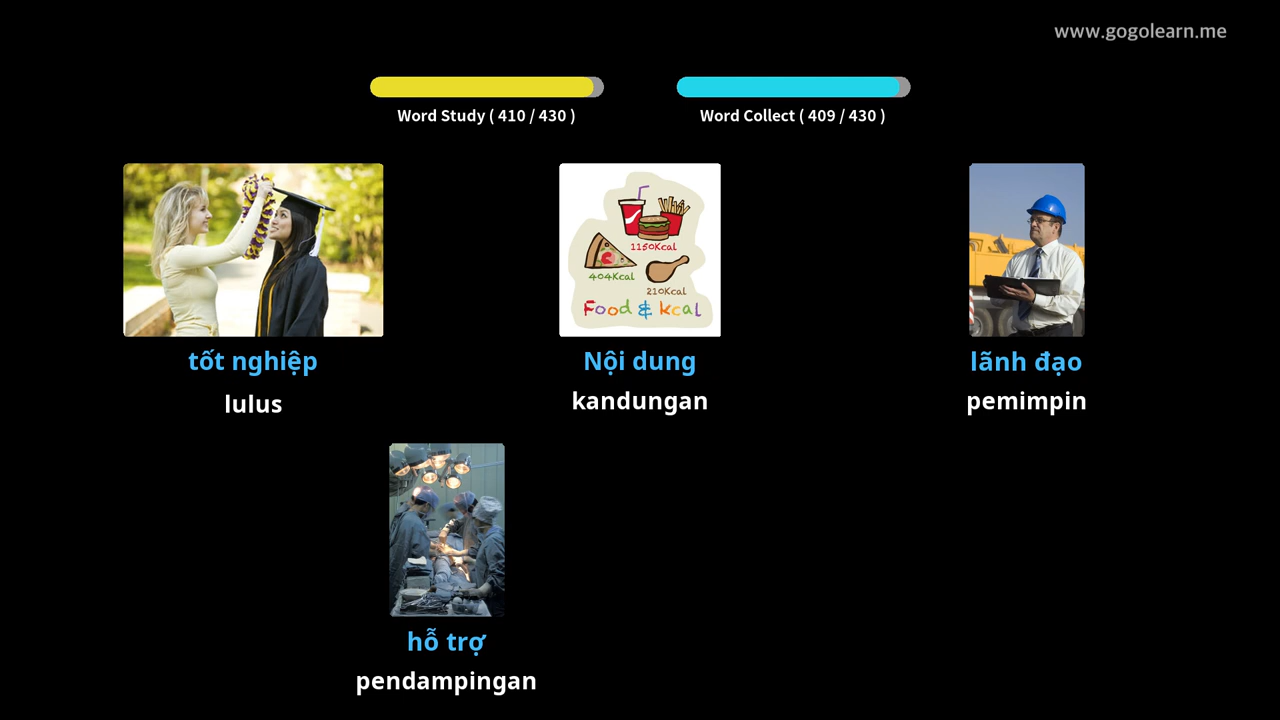 www.gogolearn.me
Word Study ( 410 / 430 )
Word Collect ( 409 / 430 )
1150Kcal
404Kcal
210Kcal
Food & kcal
tốt nghiệp
lulus
Nội dung
kandungan
lãnh đạo
pemimpin
hỗ trợ
pendampingan